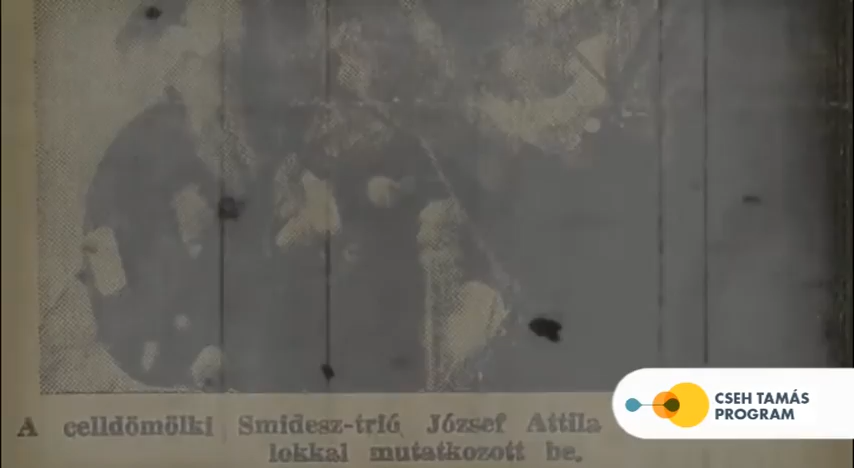 A celldömölki Smidesz-trió József Attila
lokkal mutatkozott be.
CSEH TAMÁS
PROGRAM